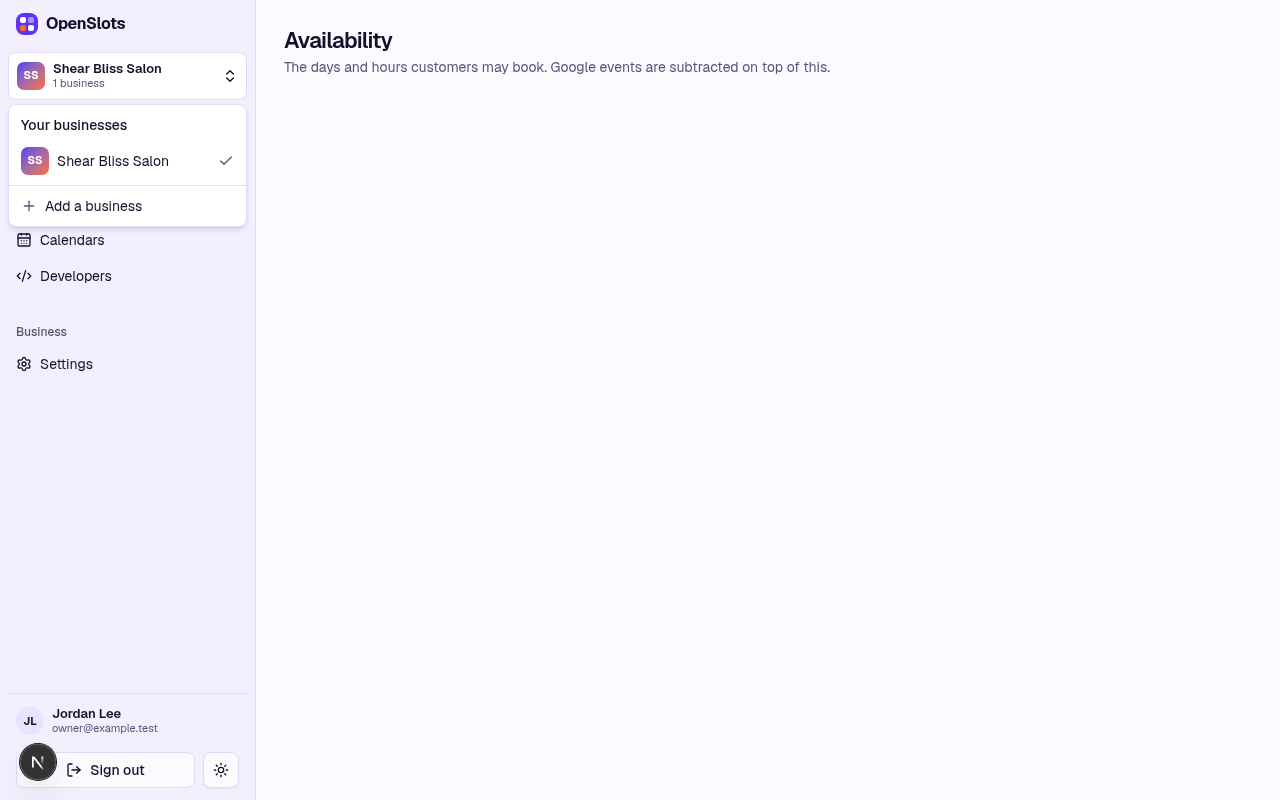 OpenSlots
SS
Shear Bliss Salon
1 business
Your businesses
SS
Shear Bliss Salon
Add a business
Calendars
Developers
Business
Settings
JL
Jordan Lee
owner@example.test
N
Sign out
Availability
The days and hours customers may book. Google events are subtracted on top of this.